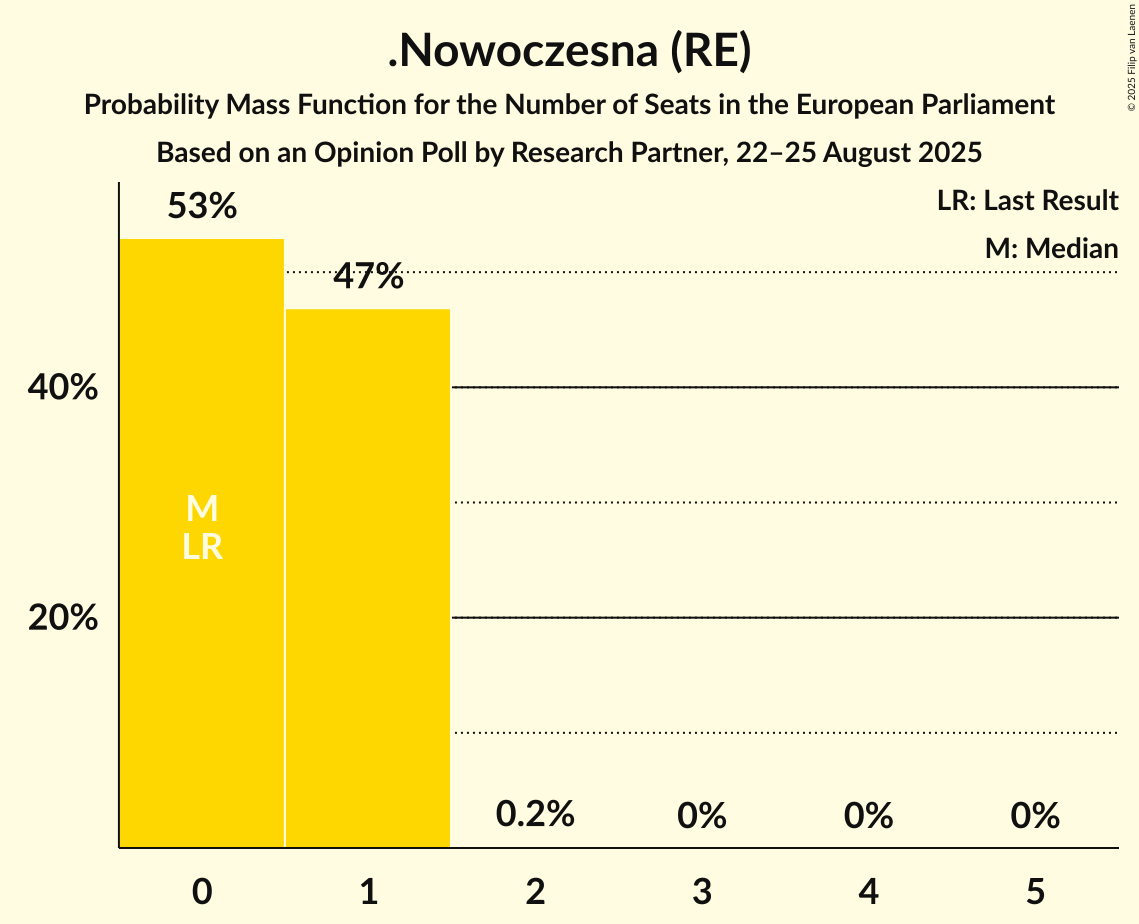 .Nowoczesna (RE)
Probability Mass Function for the Number of Seats in the European Parliament
Based on an Opinion Poll by Research Partner, 22–25 August 2025
© 2025 Filip van Laenen
LR: Last Result
M: Median
53%
47%
40%
20%
M
LR
0.2%
0%
0%
0%
0
1
2
3
4
5